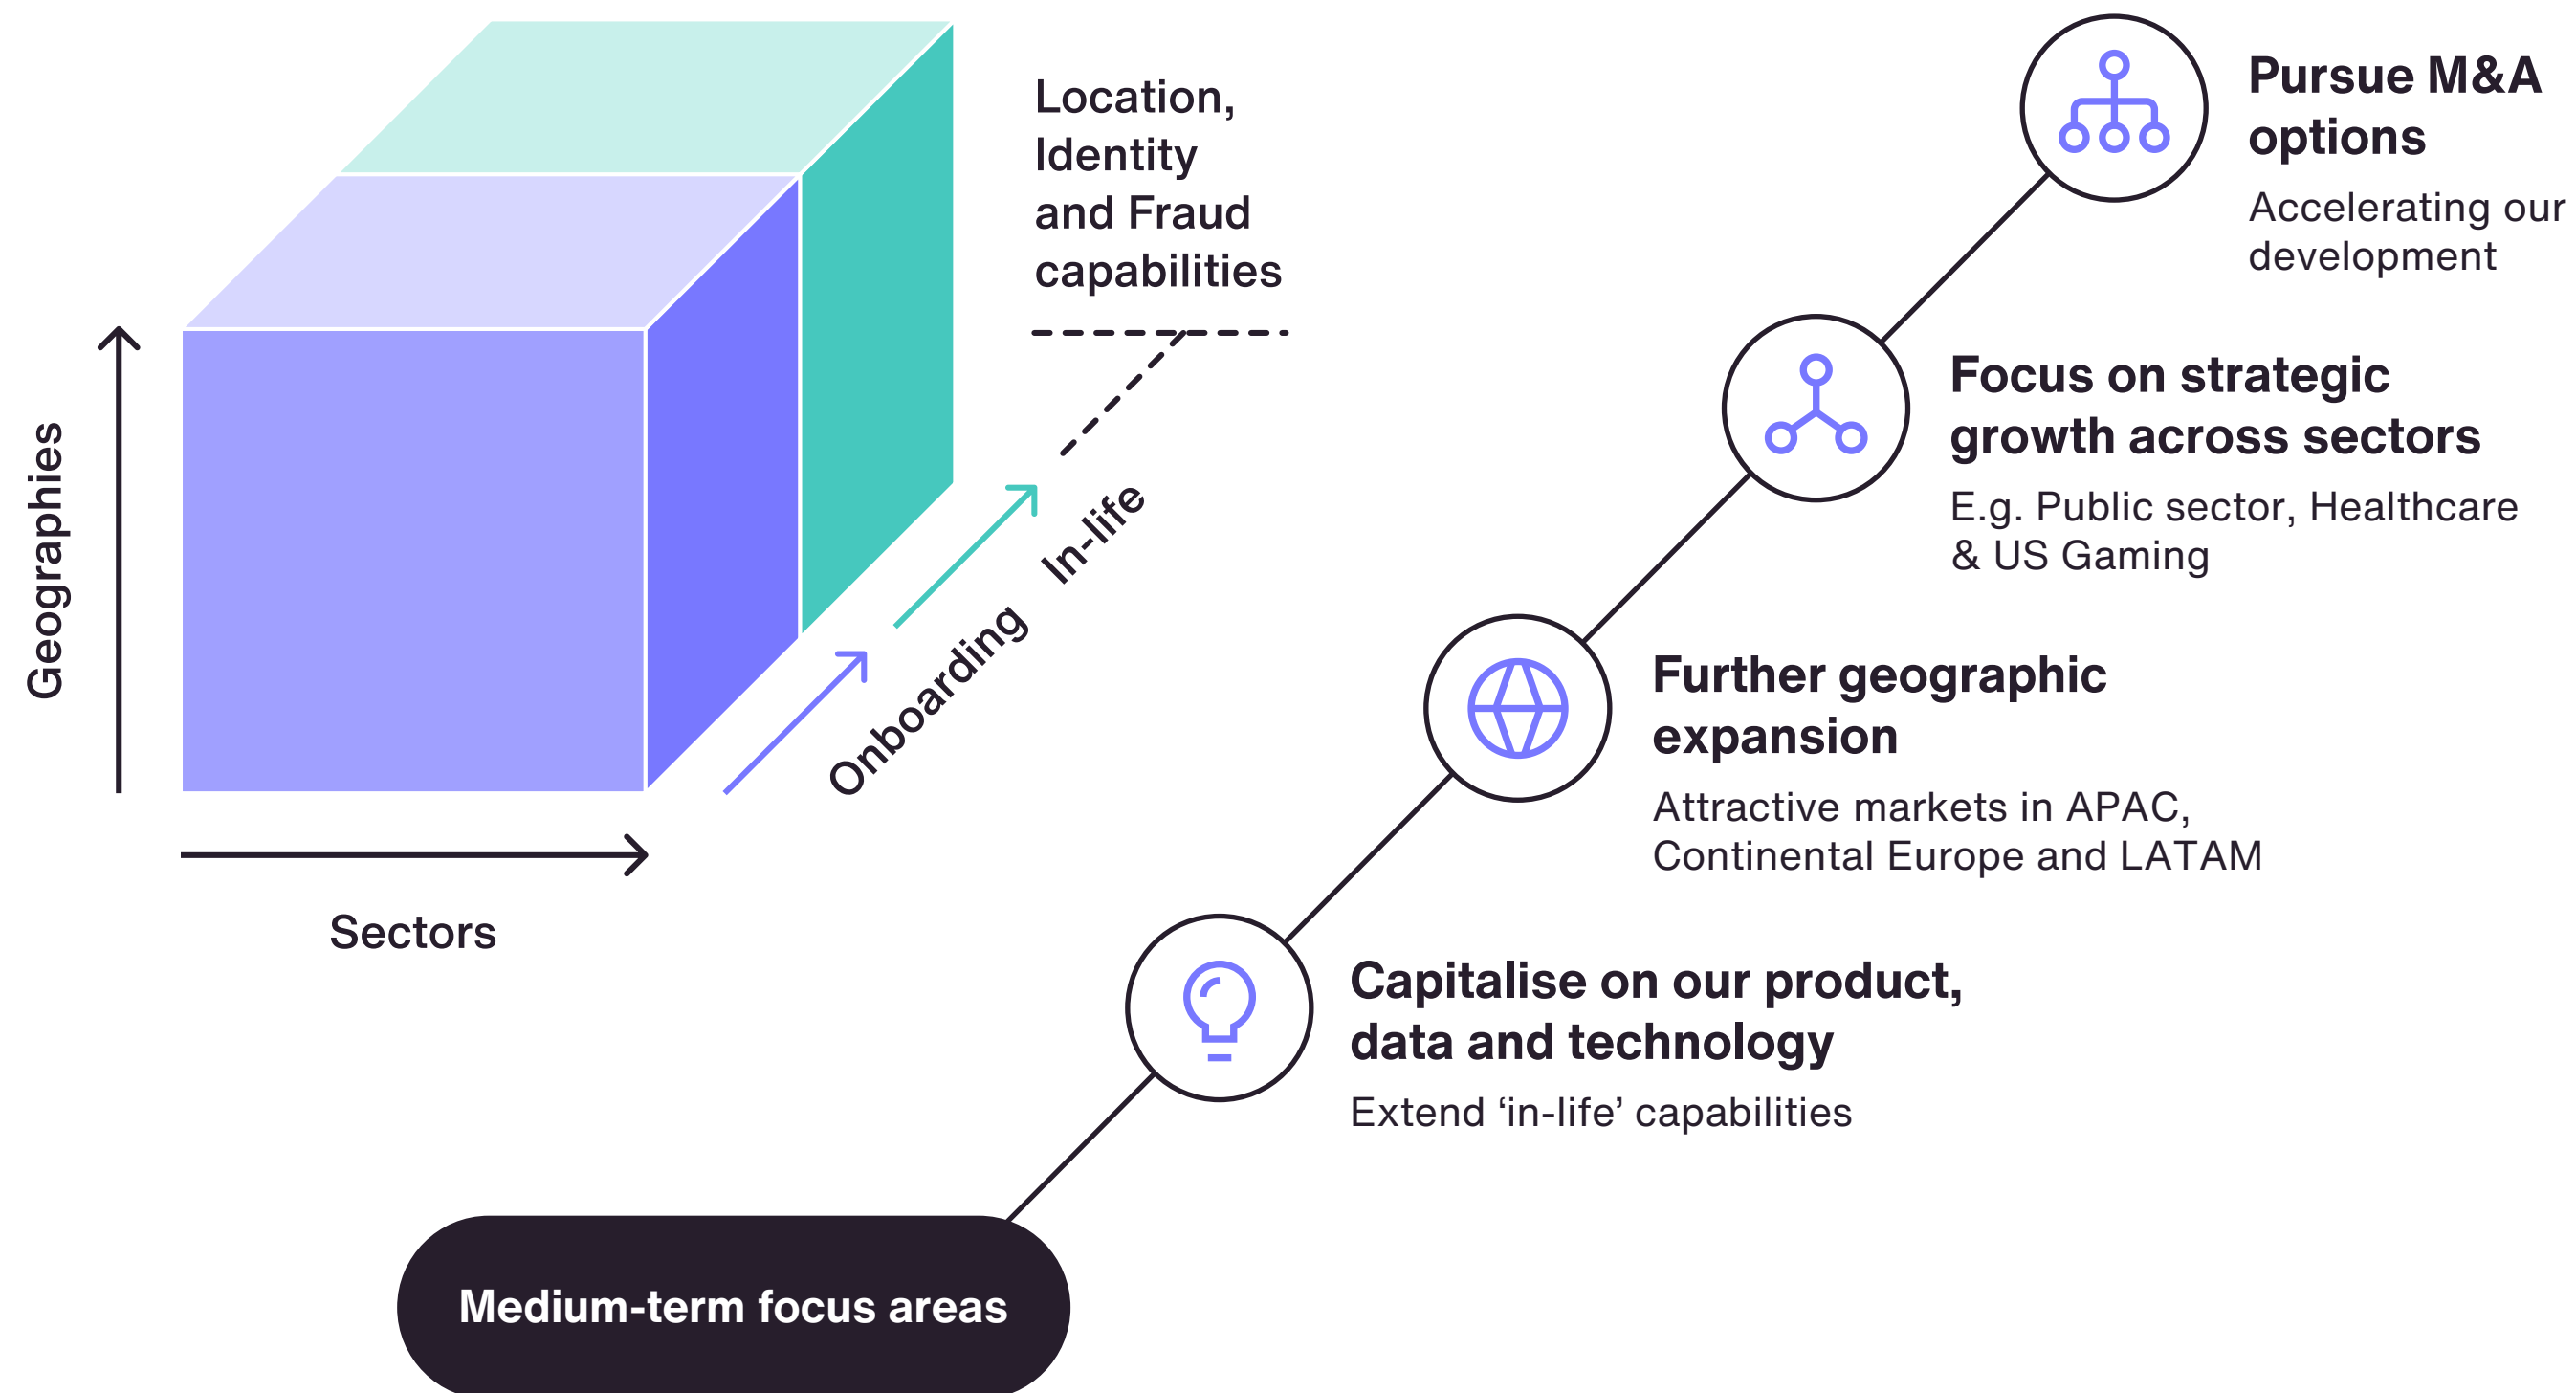 Geographies
Sectors
Onboarding
In-life
Location,
Identity
and Fraud
capabilities
Pursue M&A
options
Accelerating our
development
Focus on strategic
growth across sectors
E.g. Public sector, Healthcare
& US Gaming
Further geographic
expansion
Attractive markets in APAC,
Continental Europe and LATAM
Capitalise on our product,
data and technology
Extend ‘in-life’ capabilities
Medium-term focus areas